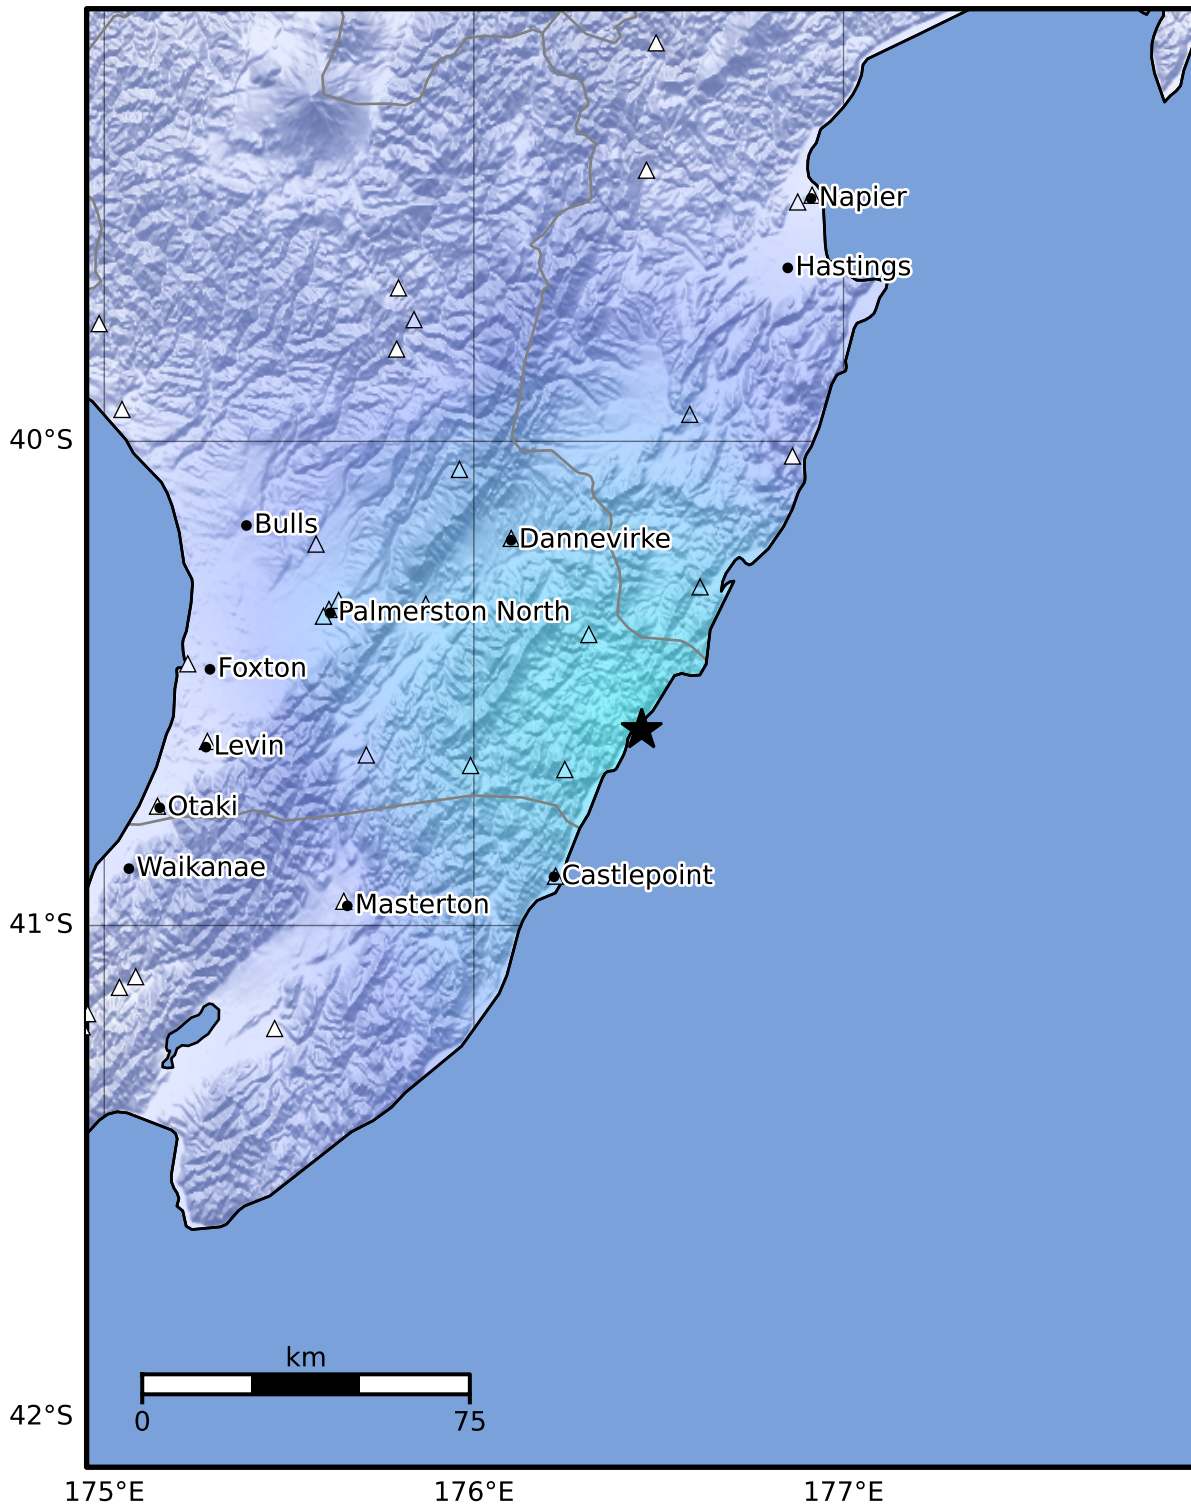 Napier
Hastings
40°S
Bulls
Dannevirke
Palmerston North
Foxton
Levin
Otaki
Waikanae
Castlepoint
Masterton
41°S
km
0 75
42°S
175°E 176°E 177°E